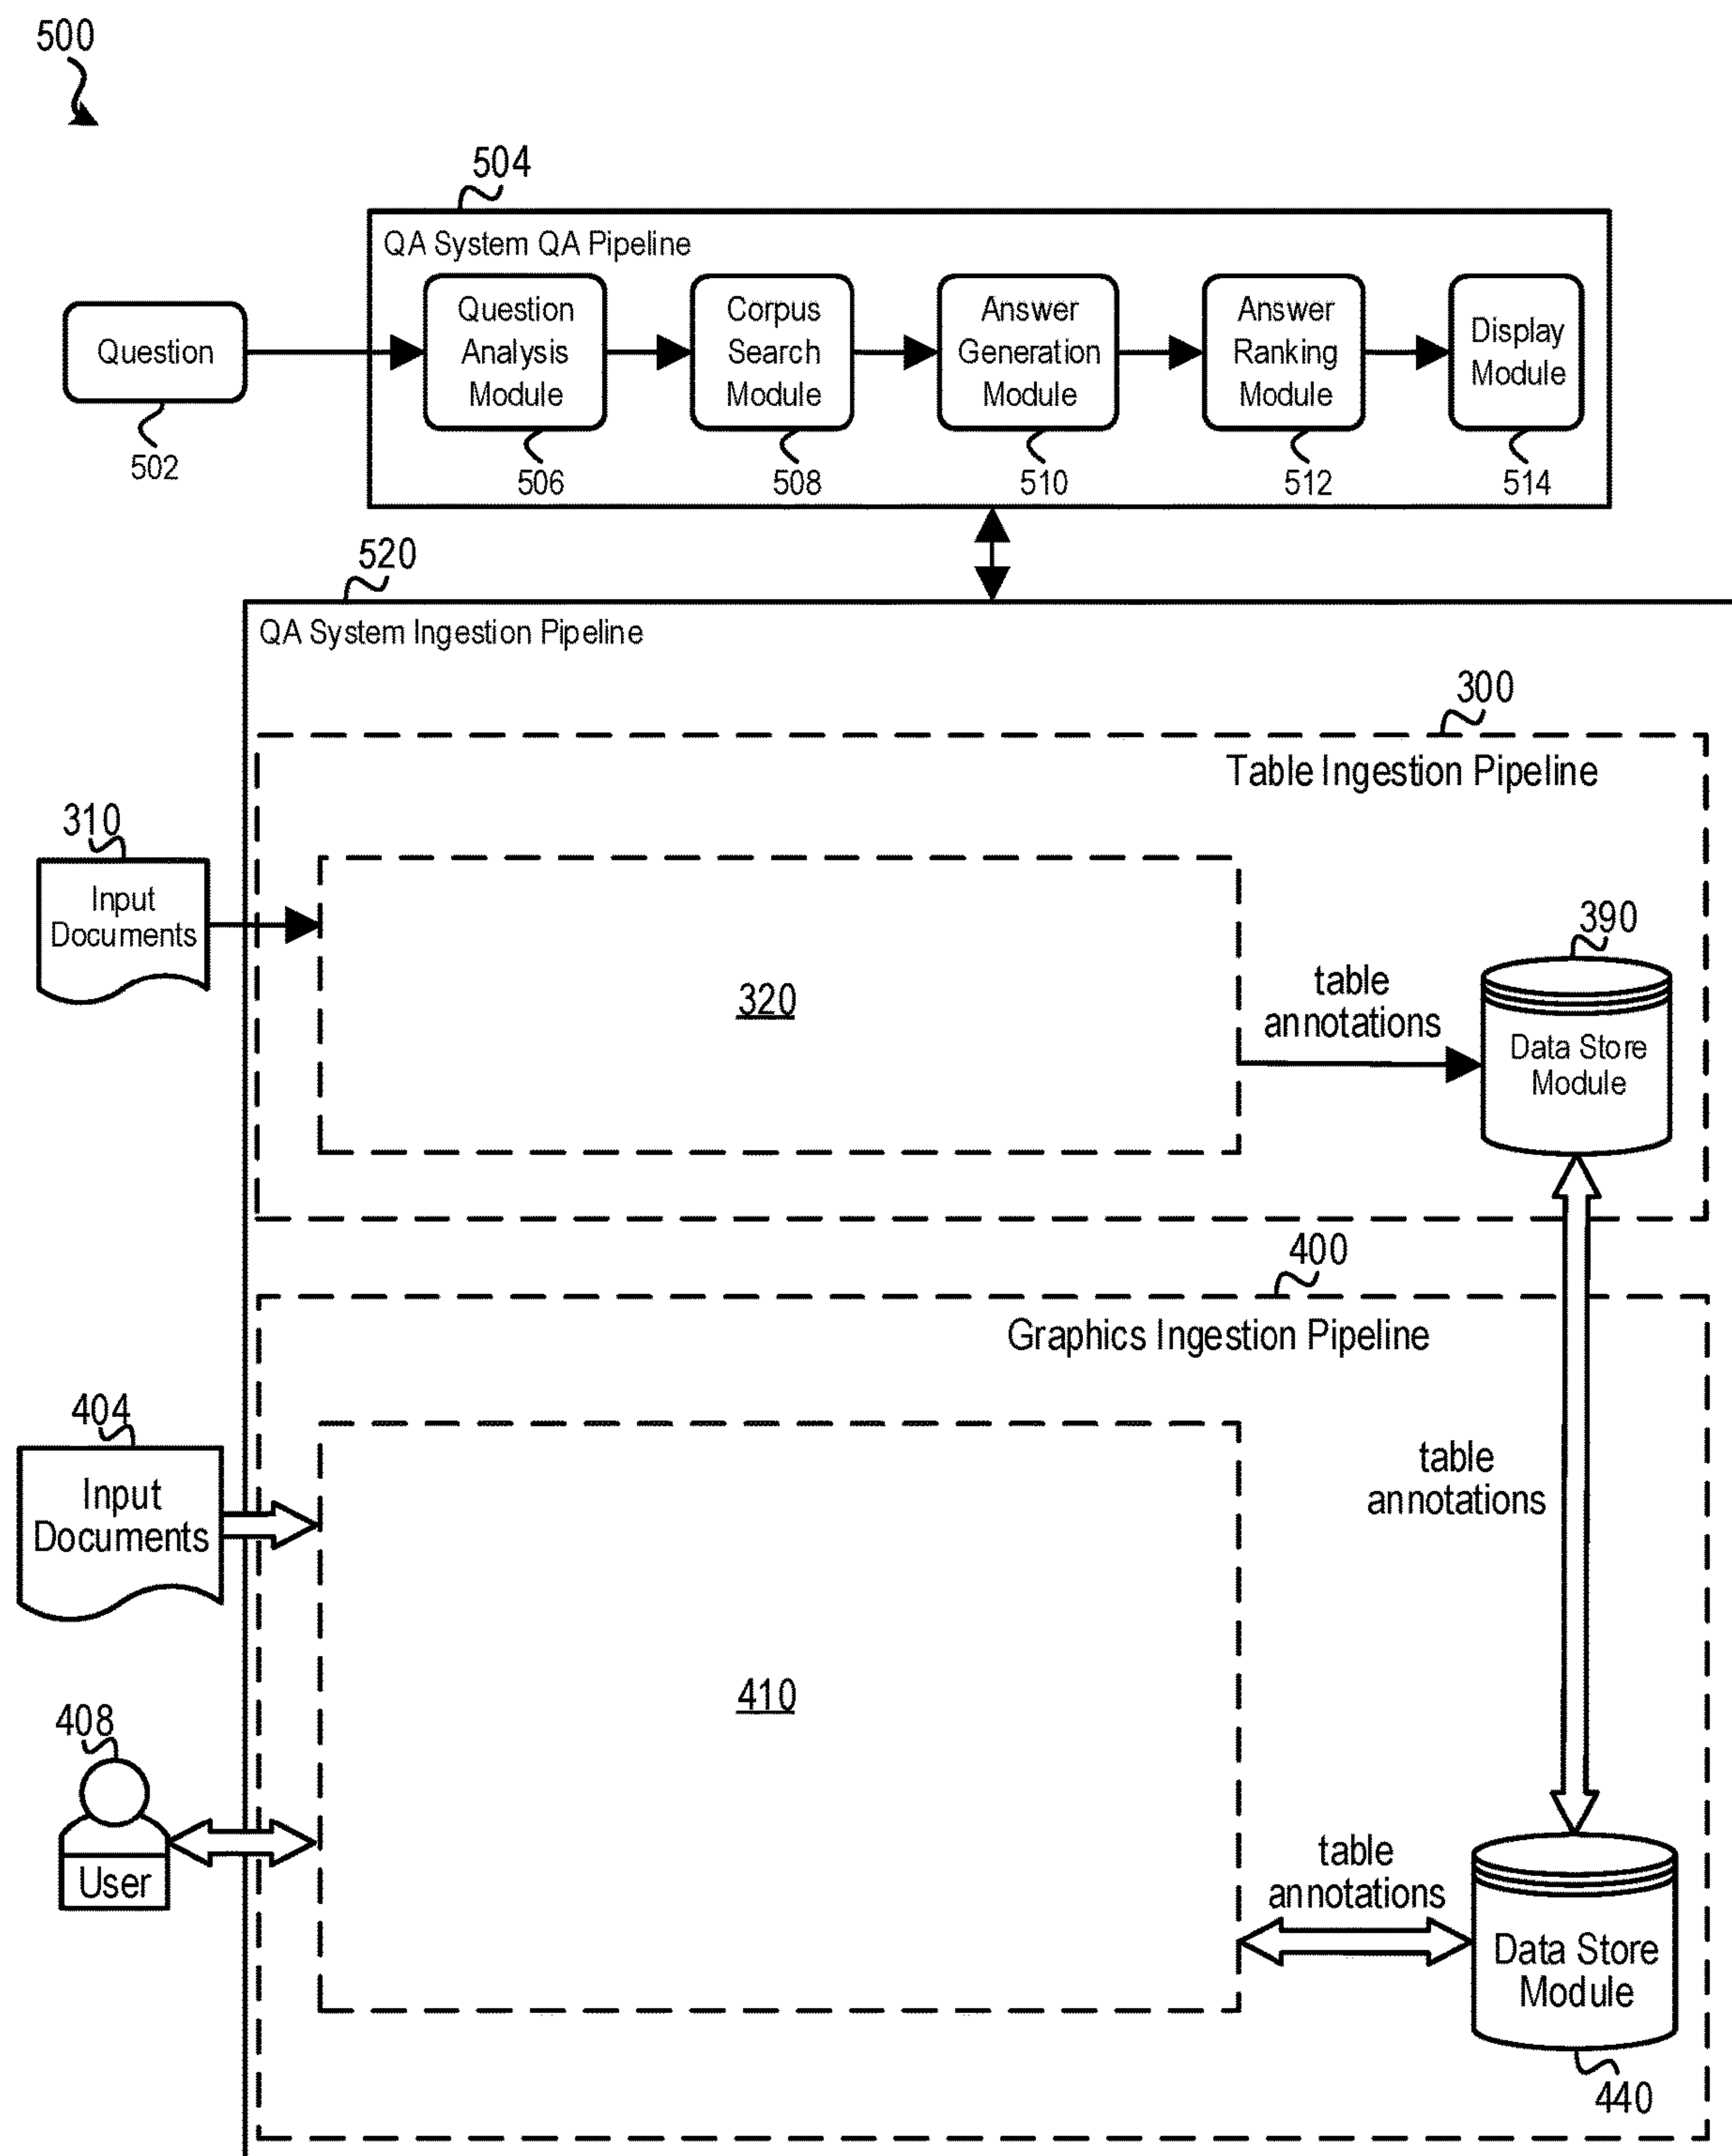 500
504
QA System QA Pipeline
Question
Question
Analysis
Module
Corpus
Search
Module
Answer
Generation
Module
Answer
Ranking
Module
Display
Module
502
506
508
510
512
514
520
QA System Ingestion Pipeline
300
Table Ingestion Pipeline
310
Input
Documents
320
table
annotations
390
Data Store
Module
400
Graphics Ingestion Pipeline
404
Input
Documents
table
annotations
410
408
User
table
annotations
Data Store
Module
440